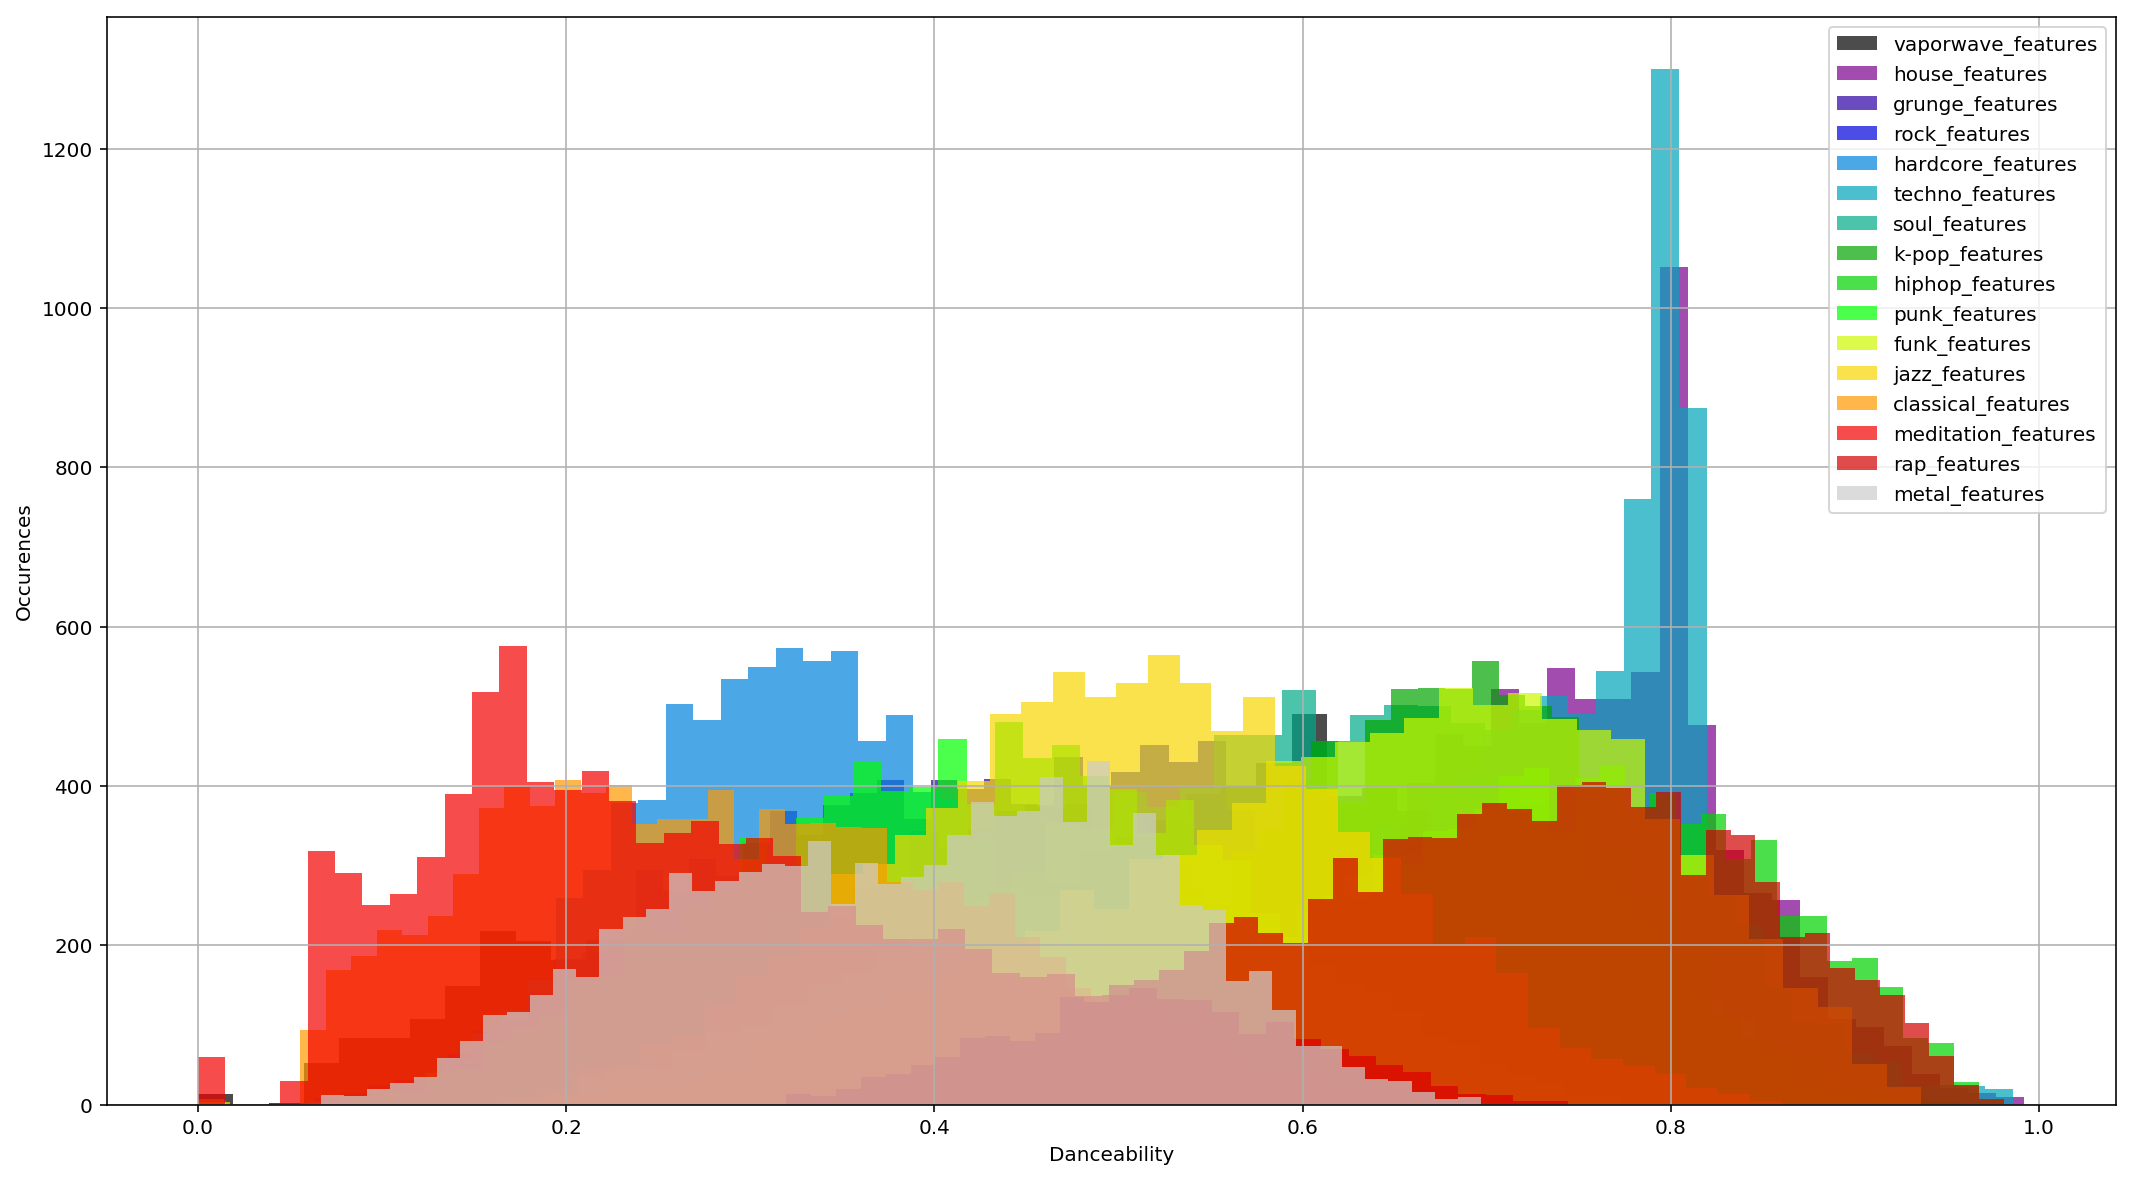 vaporwave_features
house_features
grunge_features
rock_features
hardcore_features
techno_features
soul_features
k-pop_features
hiphop_features
punk_features
funk_features
jazz_features
classical_features
meditation_features
rap_features
metal_features
1200
1000
800
600
400
200
0
Occurences
0.0 0.2 0.4 0.6 0.8 1.0
Danceability